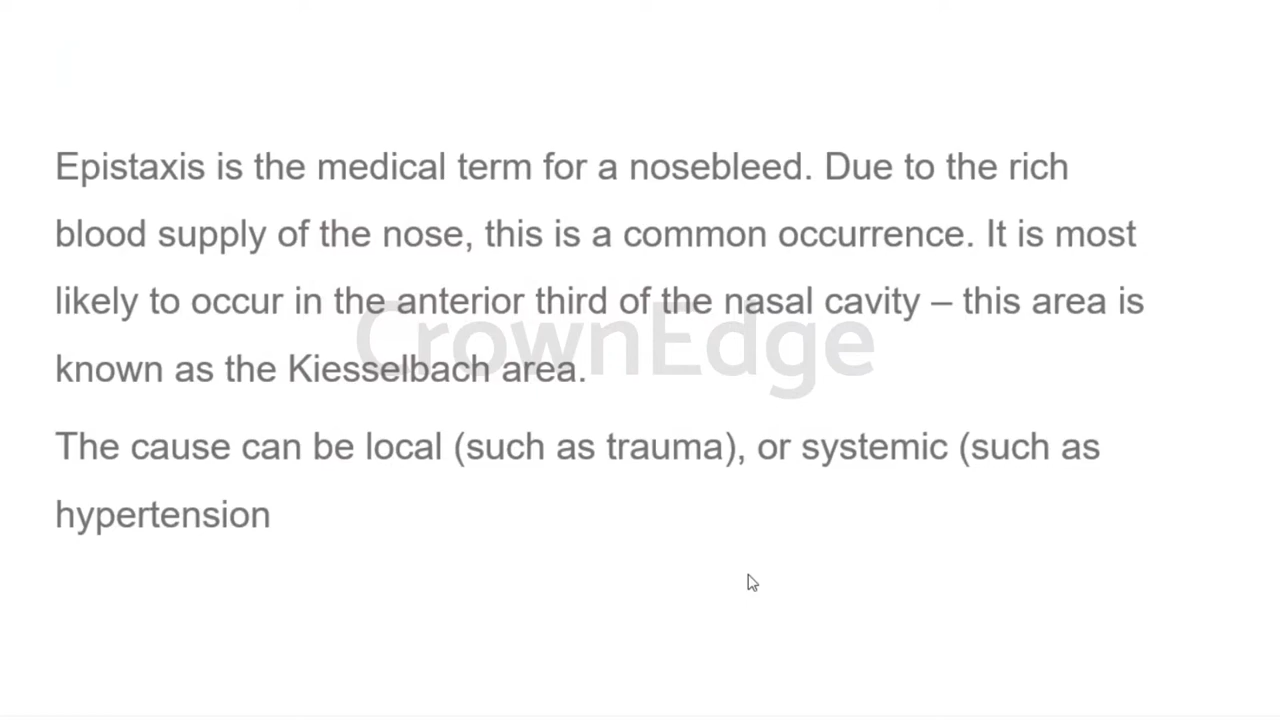 Epistaxis is the medical term for a nosebleed. Due to the rich
blood supply of the nose, this is a common occurrence. It is most
likely to occur in the anterior third of the nasal cavity – this area is
known as the Kiesselbach area.
CrownEdge
The cause can be local (such as trauma), or systemic (such as
hypertension